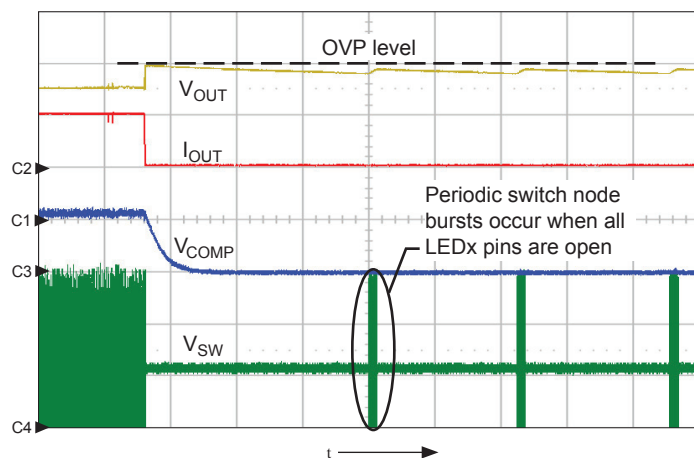 OVP level
VOUT
IOUT
C2
Periodic switch node
bursts occur when all
LEDx pins are open
C1
VCOMP
C3
VSW
C4
t